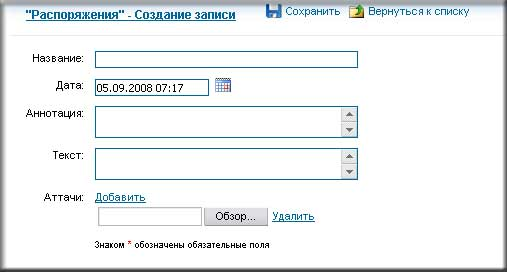 "Распоряжения" - Создание записи Сохранить Вернуться к списку
Название:
Дата: 05.09.2008 07:17
Аннотация:
Текст:
Аттачи: Добавить
Обзор... Удалить
Знаком * обозначены обязательные поля